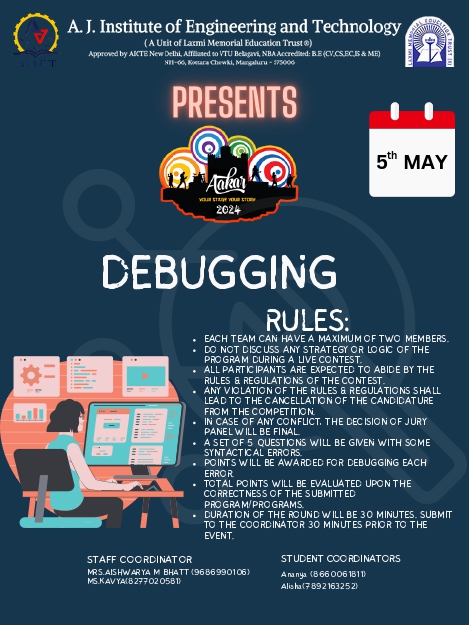 A. J. Institute of Engineering and Technology
( A Unit of Laxmi Memorial Education Trust ®)
Approved by AICTE New Delhi, Affiliated to VTU Belagavi, NBA Accredited: B.E (CV,CS,EC,IS & ME)
NH-66, Kottara Chowki, Mangaluru - 575006
PRESENTS
5th MAY
Aakar
YOUR STAGE YOUR STORY
2024
DEBUGGING
RULES:
• EACH TEAM CAN HAVE A MAXIMUM OF TWO MEMBERS.
• DO NOT DISCUSS ANY STRATEGY OR LOGIC OF THE
PROGRAM DURING A LIVE CONTEST.
• ALL PARTICIPANTS ARE EXPECTED TO ABIDE BY THE
RULES & REGULATIONS OF THE CONTEST.
• ANY VIOLATION OF THE RULES & REGULATIONS SHALL
LEAD TO THE CANCELLATION OF THE CANDIDATURE
FROM THE COMPETITION.
• IN CASE OF ANY CONFLICT, THE DECISION OF JURY
PANEL WILL BE FINAL.
• A SET OF 5 QUESTIONS WILL BE GIVEN WITH SOME
SYNTACTICAL ERRORS.
• POINTS WILL BE AWARDED FOR DEBUGGING EACH
ERROR.
• TOTAL POINTS WILL BE EVALUATED UPON THE
CORRECTNESS OF THE SUBMITTED
PROGRAM/PROGRAMS.
• DURATION OF THE ROUND WILL BE 30 MINUTES. SUBMIT
TO THE COORDINATOR 30 MINUTES PRIOR TO THE
EVENT.
STAFF COORDINATOR
MRS.AISHWARYA M BHATT (9686990106)
MS.KAVYA(8277020581)
STUDENT COORDINATORS
Ananya (8660061811)
Alisha(7892163252)